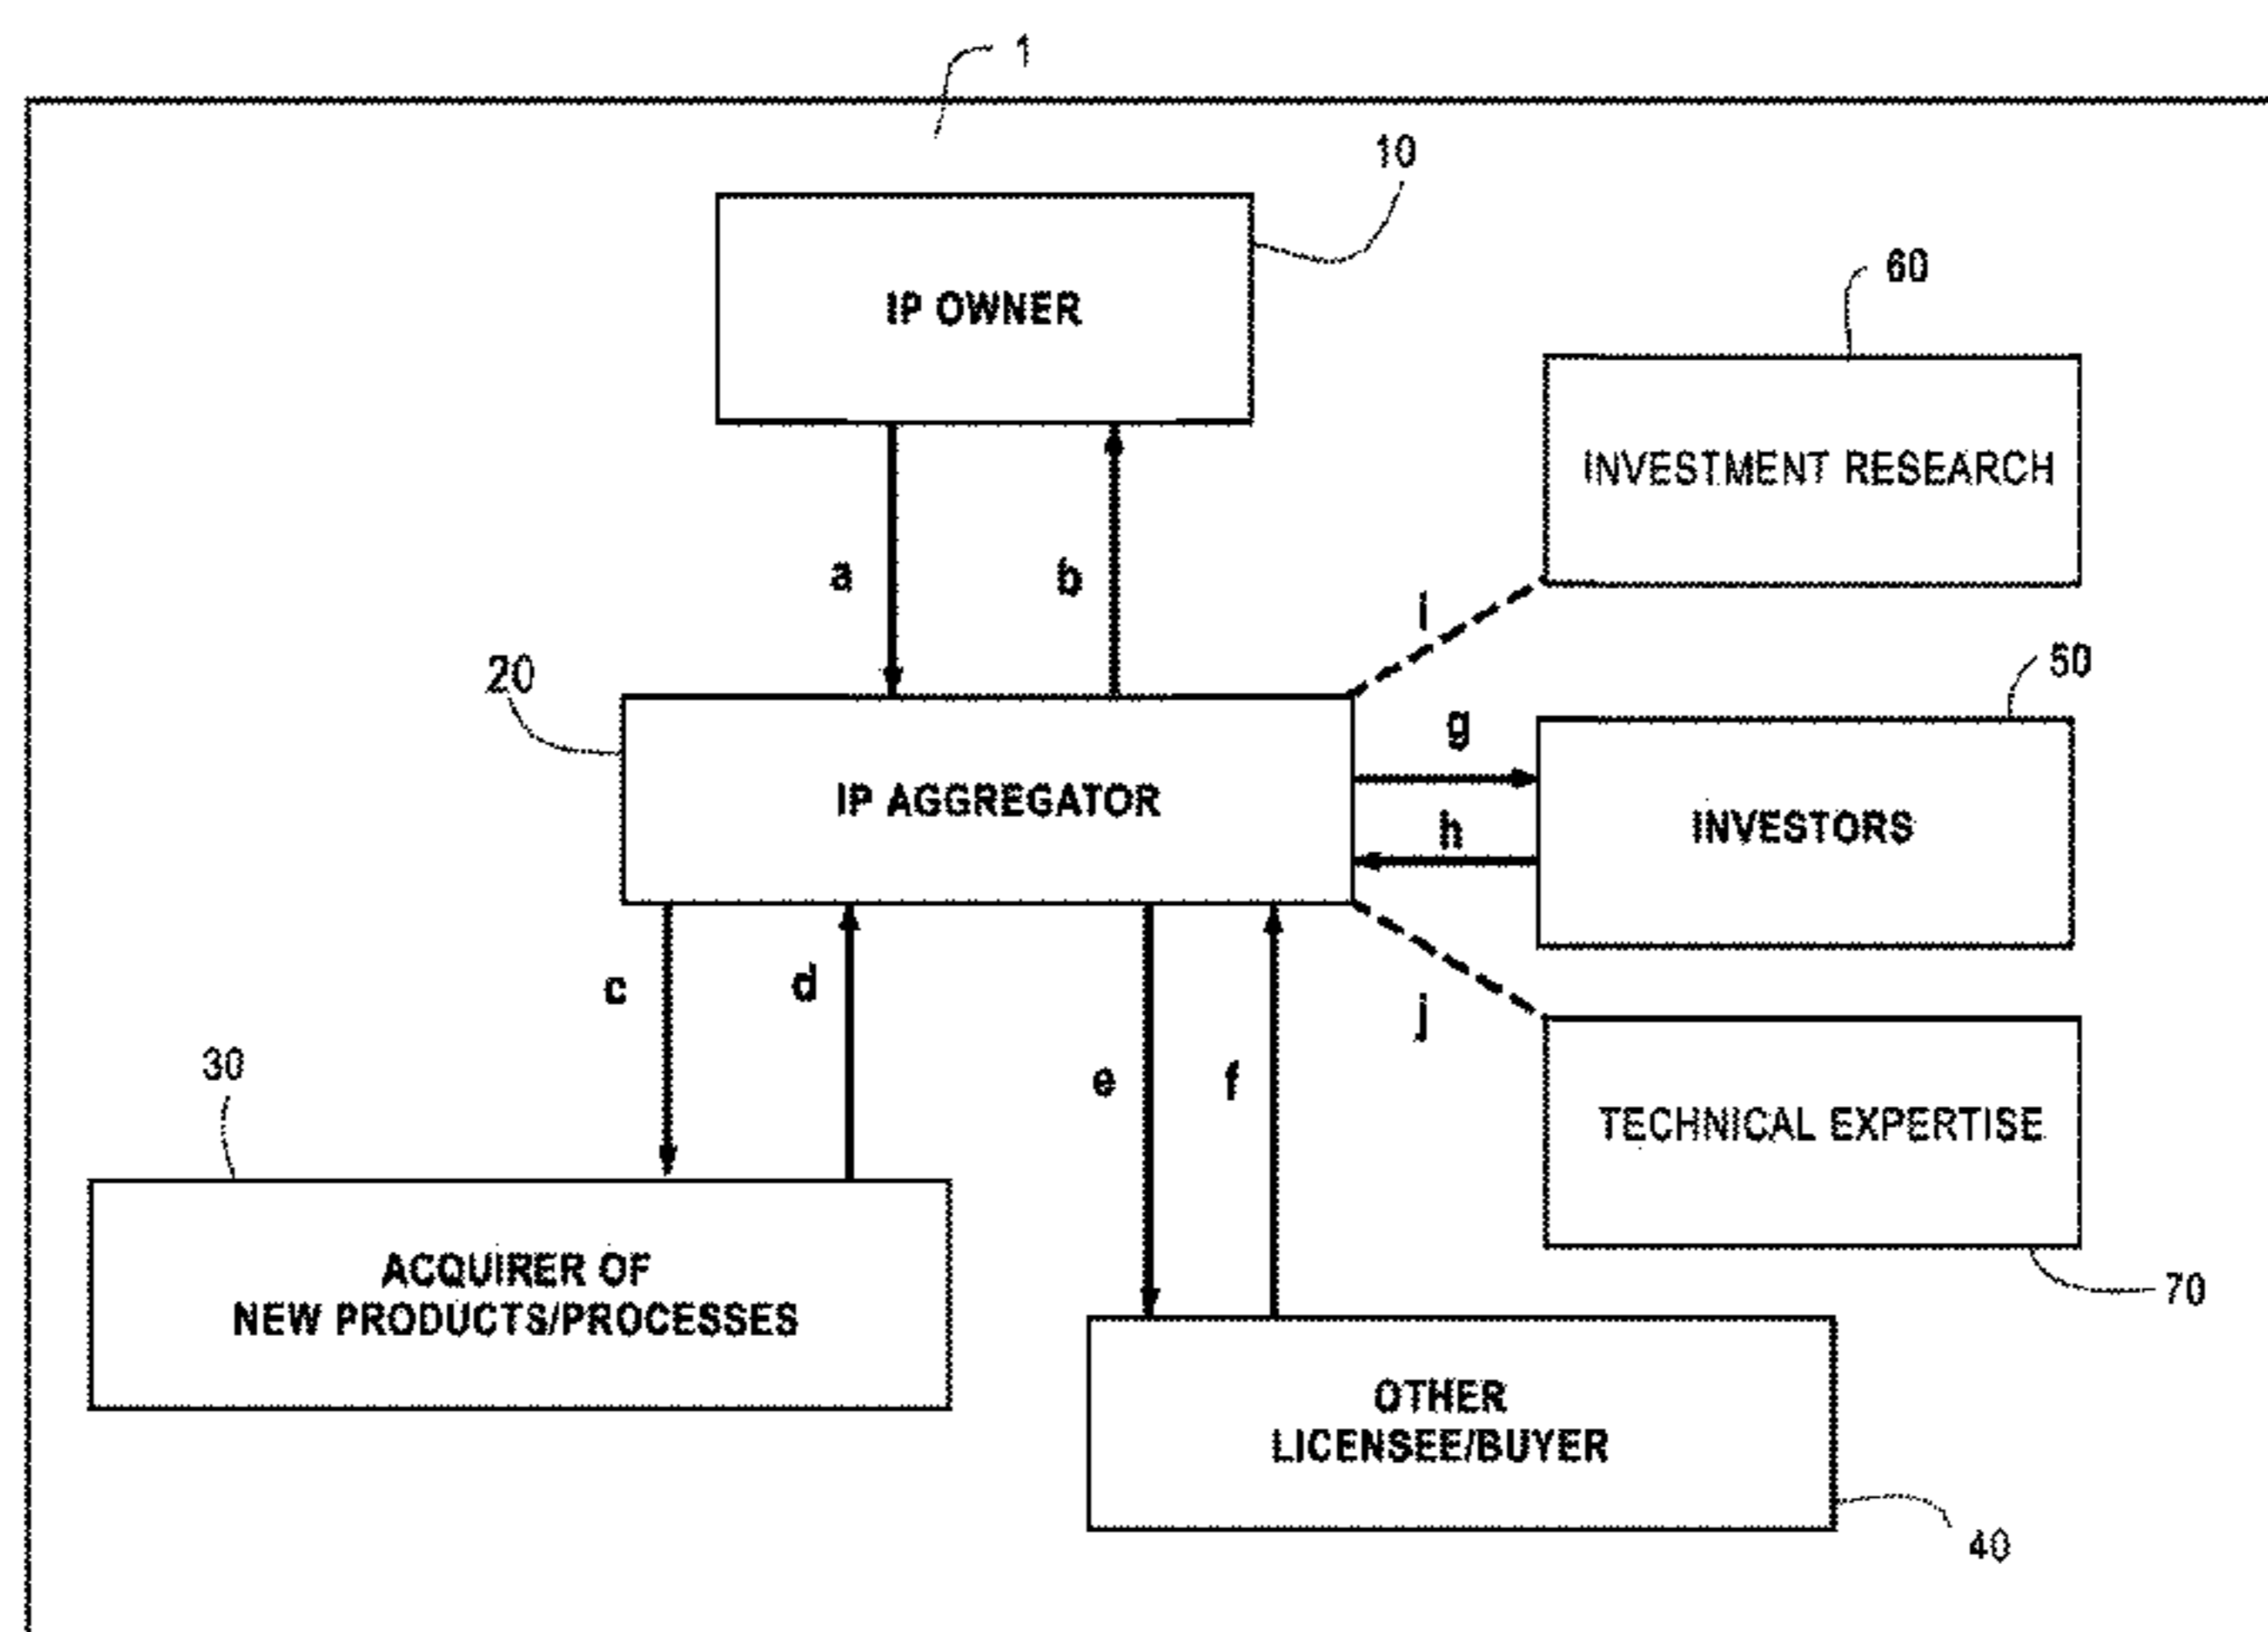 1
10
IP OWNER
60
INVESTMENT RESEARCH
a
b
i
20
50
g
IP AGGREGATOR
h
INVESTORS
c
d
j
30
e
f
TECHNICAL EXPERTISE
ACQUIRER OF
NEW PRODUCTS/PROCESSES
70
OTHER
LICENSEE/BUYER
40